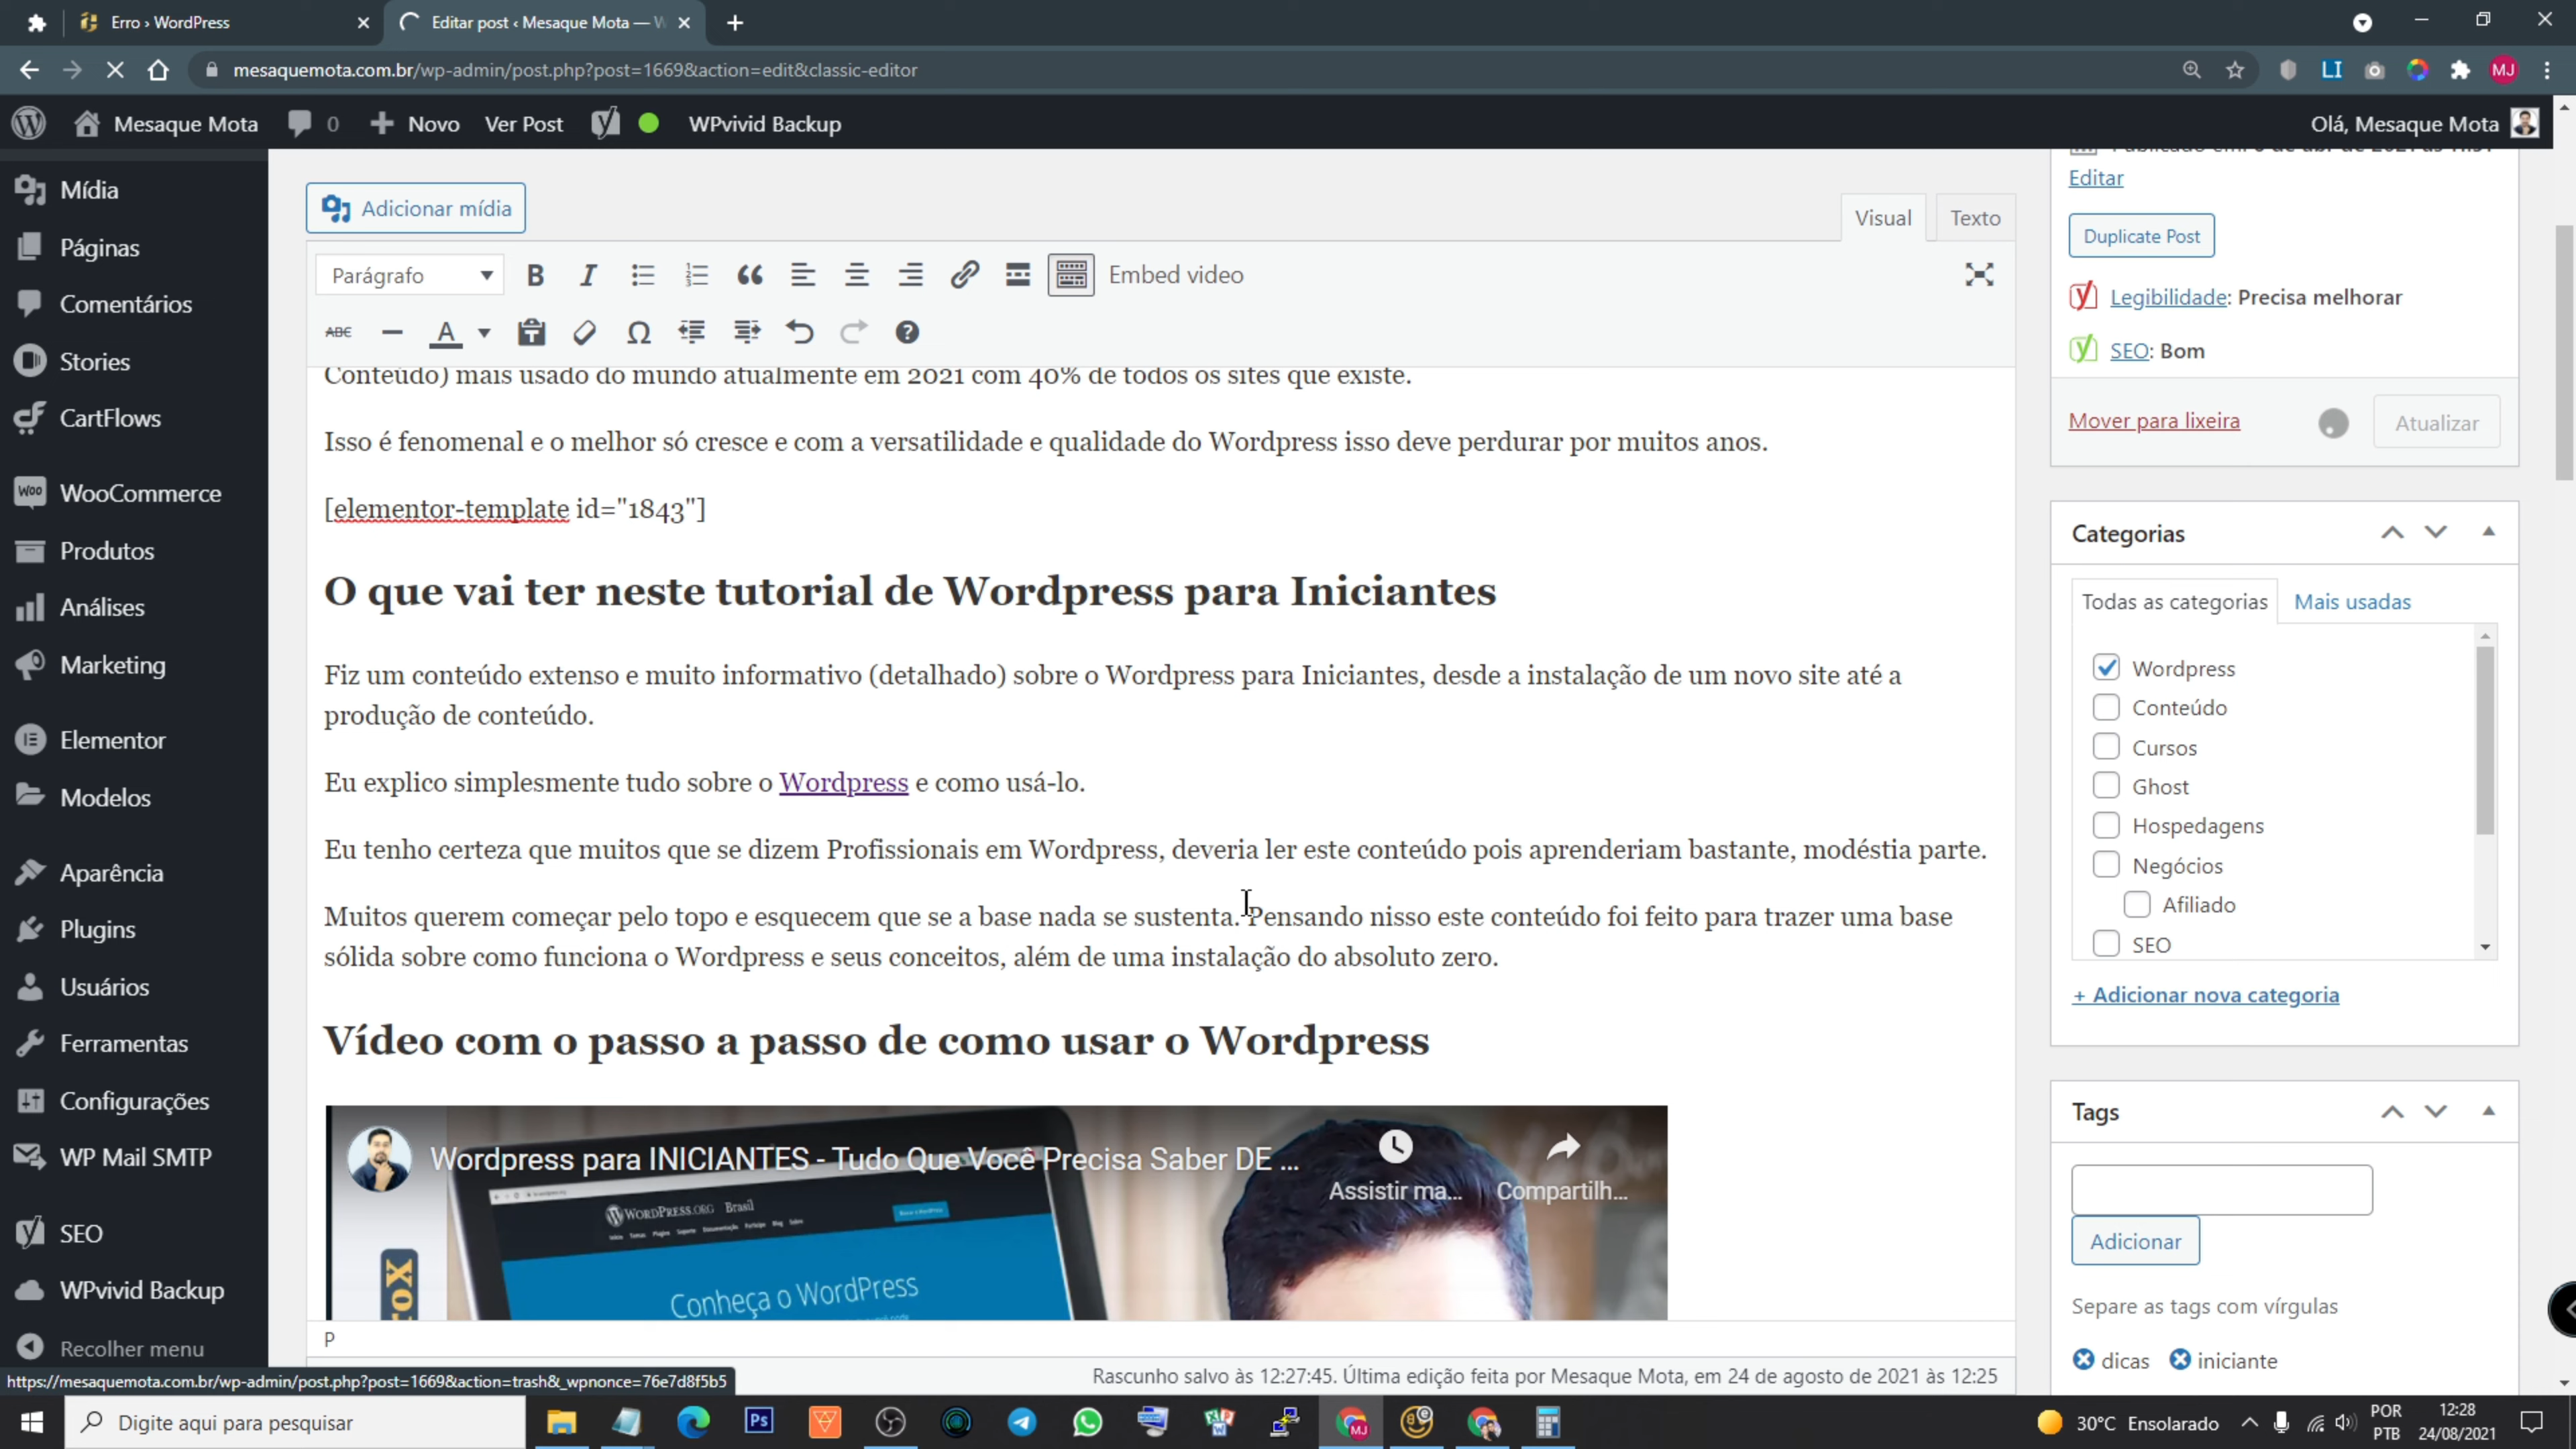 Erro › WordPress
Editar post ‹ Mesaque Mota — W
mesaquemota.com.br/wp-admin/post.php?post=1669&action=edit&classic-editor
LI
MJ
Mesaque Mota
0
Novo
Ver Post
WPvivid Backup
Olá, Mesaque Mota
Mídia
Páginas
Comentários
Stories
CartFlows
WooCommerce
Produtos
Análises
Marketing
Elementor
Modelos
Aparência
Plugins
Usuários
Ferramentas
Configurações
WP Mail SMTP
SEO
WPvivid Backup
Recolher menu
Adicionar mídia
Visual
Texto
Parágrafo
B
I
Embed video
ABC
A
Conteúdo) mais usado do mundo atualmente em 2021 com 40% de todos os sites que existe.
Isso é fenomenal e o melhor só cresce e com a versatilidade e qualidade do Wordpress isso deve perdurar por muitos anos.
[elementor-template id="1843"]
O que vai ter neste tutorial de Wordpress para Iniciantes
Fiz um conteúdo extenso e muito informativo (detalhado) sobre o Wordpress para Iniciantes, desde a instalação de um novo site até a
produção de conteúdo.
Eu explico simplesmente tudo sobre o Wordpress e como usá-lo.
Eu tenho certeza que muitos que se dizem Profissionais em Wordpress, deveria ler este conteúdo pois aprenderiam bastante, modéstia parte.
Muitos querem começar pelo topo e esquecem que se a base nada se sustenta. Pensando nisso este conteúdo foi feito para trazer uma base
sólida sobre como funciona o Wordpress e seus conceitos, além de uma instalação do absoluto zero.
Vídeo com o passo a passo de como usar o Wordpress
Wordpress para INICIANTES - Tudo Que Você Precisa Saber DE ...
Assistir ma...
Compartilh...
WORDPRESS.ORG Brasil
Conheça o WordPress
P
Rascunho salvo às 12:27:45. Última edição feita por Mesaque Mota, em 24 de agosto de 2021 às 12:25
Editar
Duplicate Post
Legibilidade: Precisa melhorar
SEO: Bom
Mover para lixeira
Atualizar
Categorias
Todas as categorias
Mais usadas
Wordpress
Conteúdo
Cursos
Ghost
Hospedagens
Negócios
Afiliado
SEO
+ Adicionar nova categoria
Tags
Adicionar
Separe as tags com vírgulas
dicas
iniciante
https://mesaquemota.com.br/wp-admin/post.php?post=1669&action=trash&_wpnonce=76e7d8f5b5
Digite aqui para pesquisar
Ps
MJ
30°C Ensolarado
POR
PTB
12:28
24/08/2021